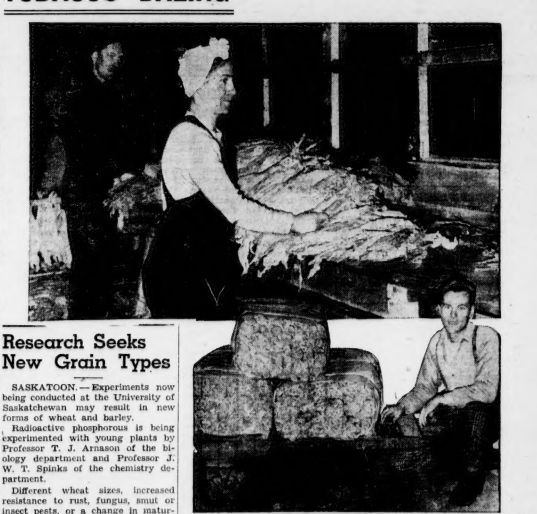 TOBACCO BALING
Research Seeks
New Grain Types
SASKATOON. — Experiments now
being conducted at the University of
Saskatchewan may result in new
forms of wheat and barley.
Radioactive phosphorous is being
experimented with young plants by
Professor T. J. Arnason of the bi-
ology department and Professor J.
W. T. Spinks of the chemistry de-
partment.
Different wheat sizes, increased
resistance to rust, fungus, smut or
insect pests, or a change in matur-